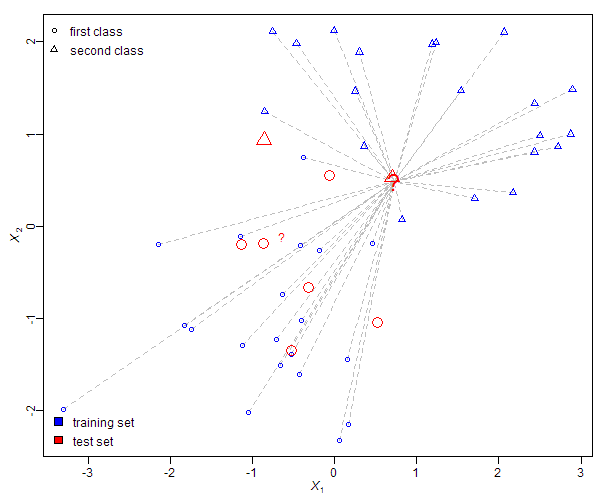 first class
second class
2
1
0
-1
-2
X2
?
?
training set
test set
-3 -2 -1 0 1 2 3
X1